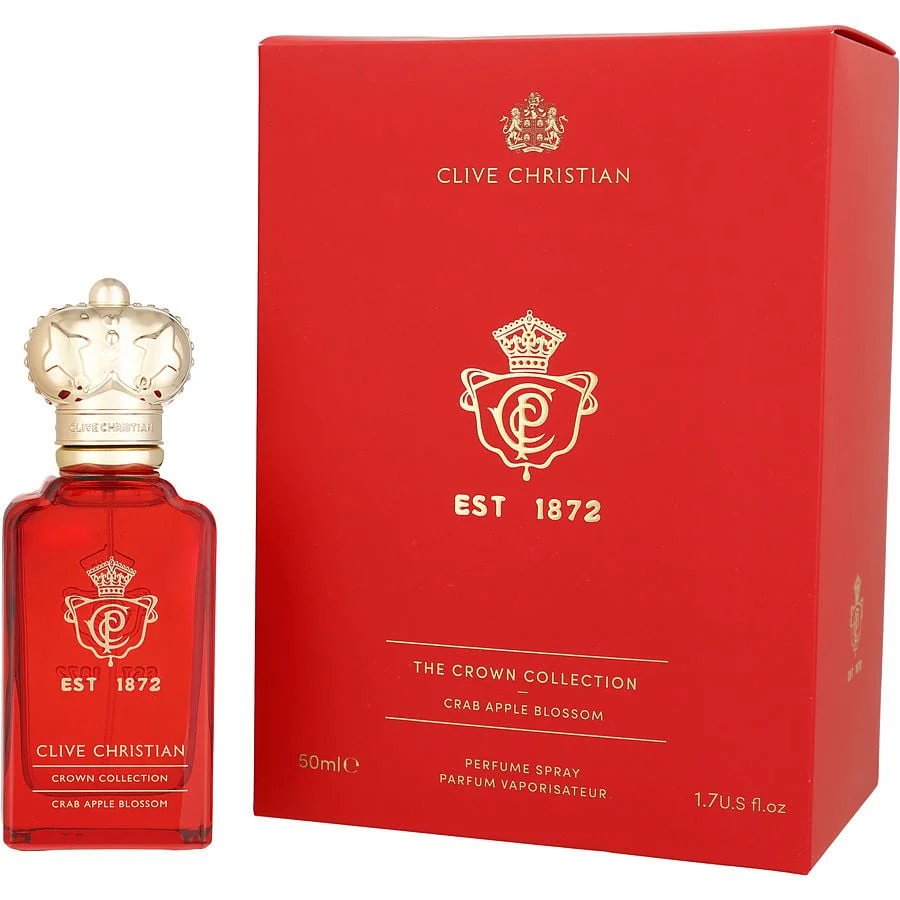 CLIVE CHRISTIAN
EST 1872
THE CROWN COLLECTION
CRAB APPLE BLOSSOM
50ml℮
PERFUME SPRAY
PARFUM VAPORISATEUR
1.7U.S fl.oz
CLIVE CHRISTIAN
EST 1872
CLIVE CHRISTIAN
CROWN COLLECTION
CRAB APPLE BLOSSOM